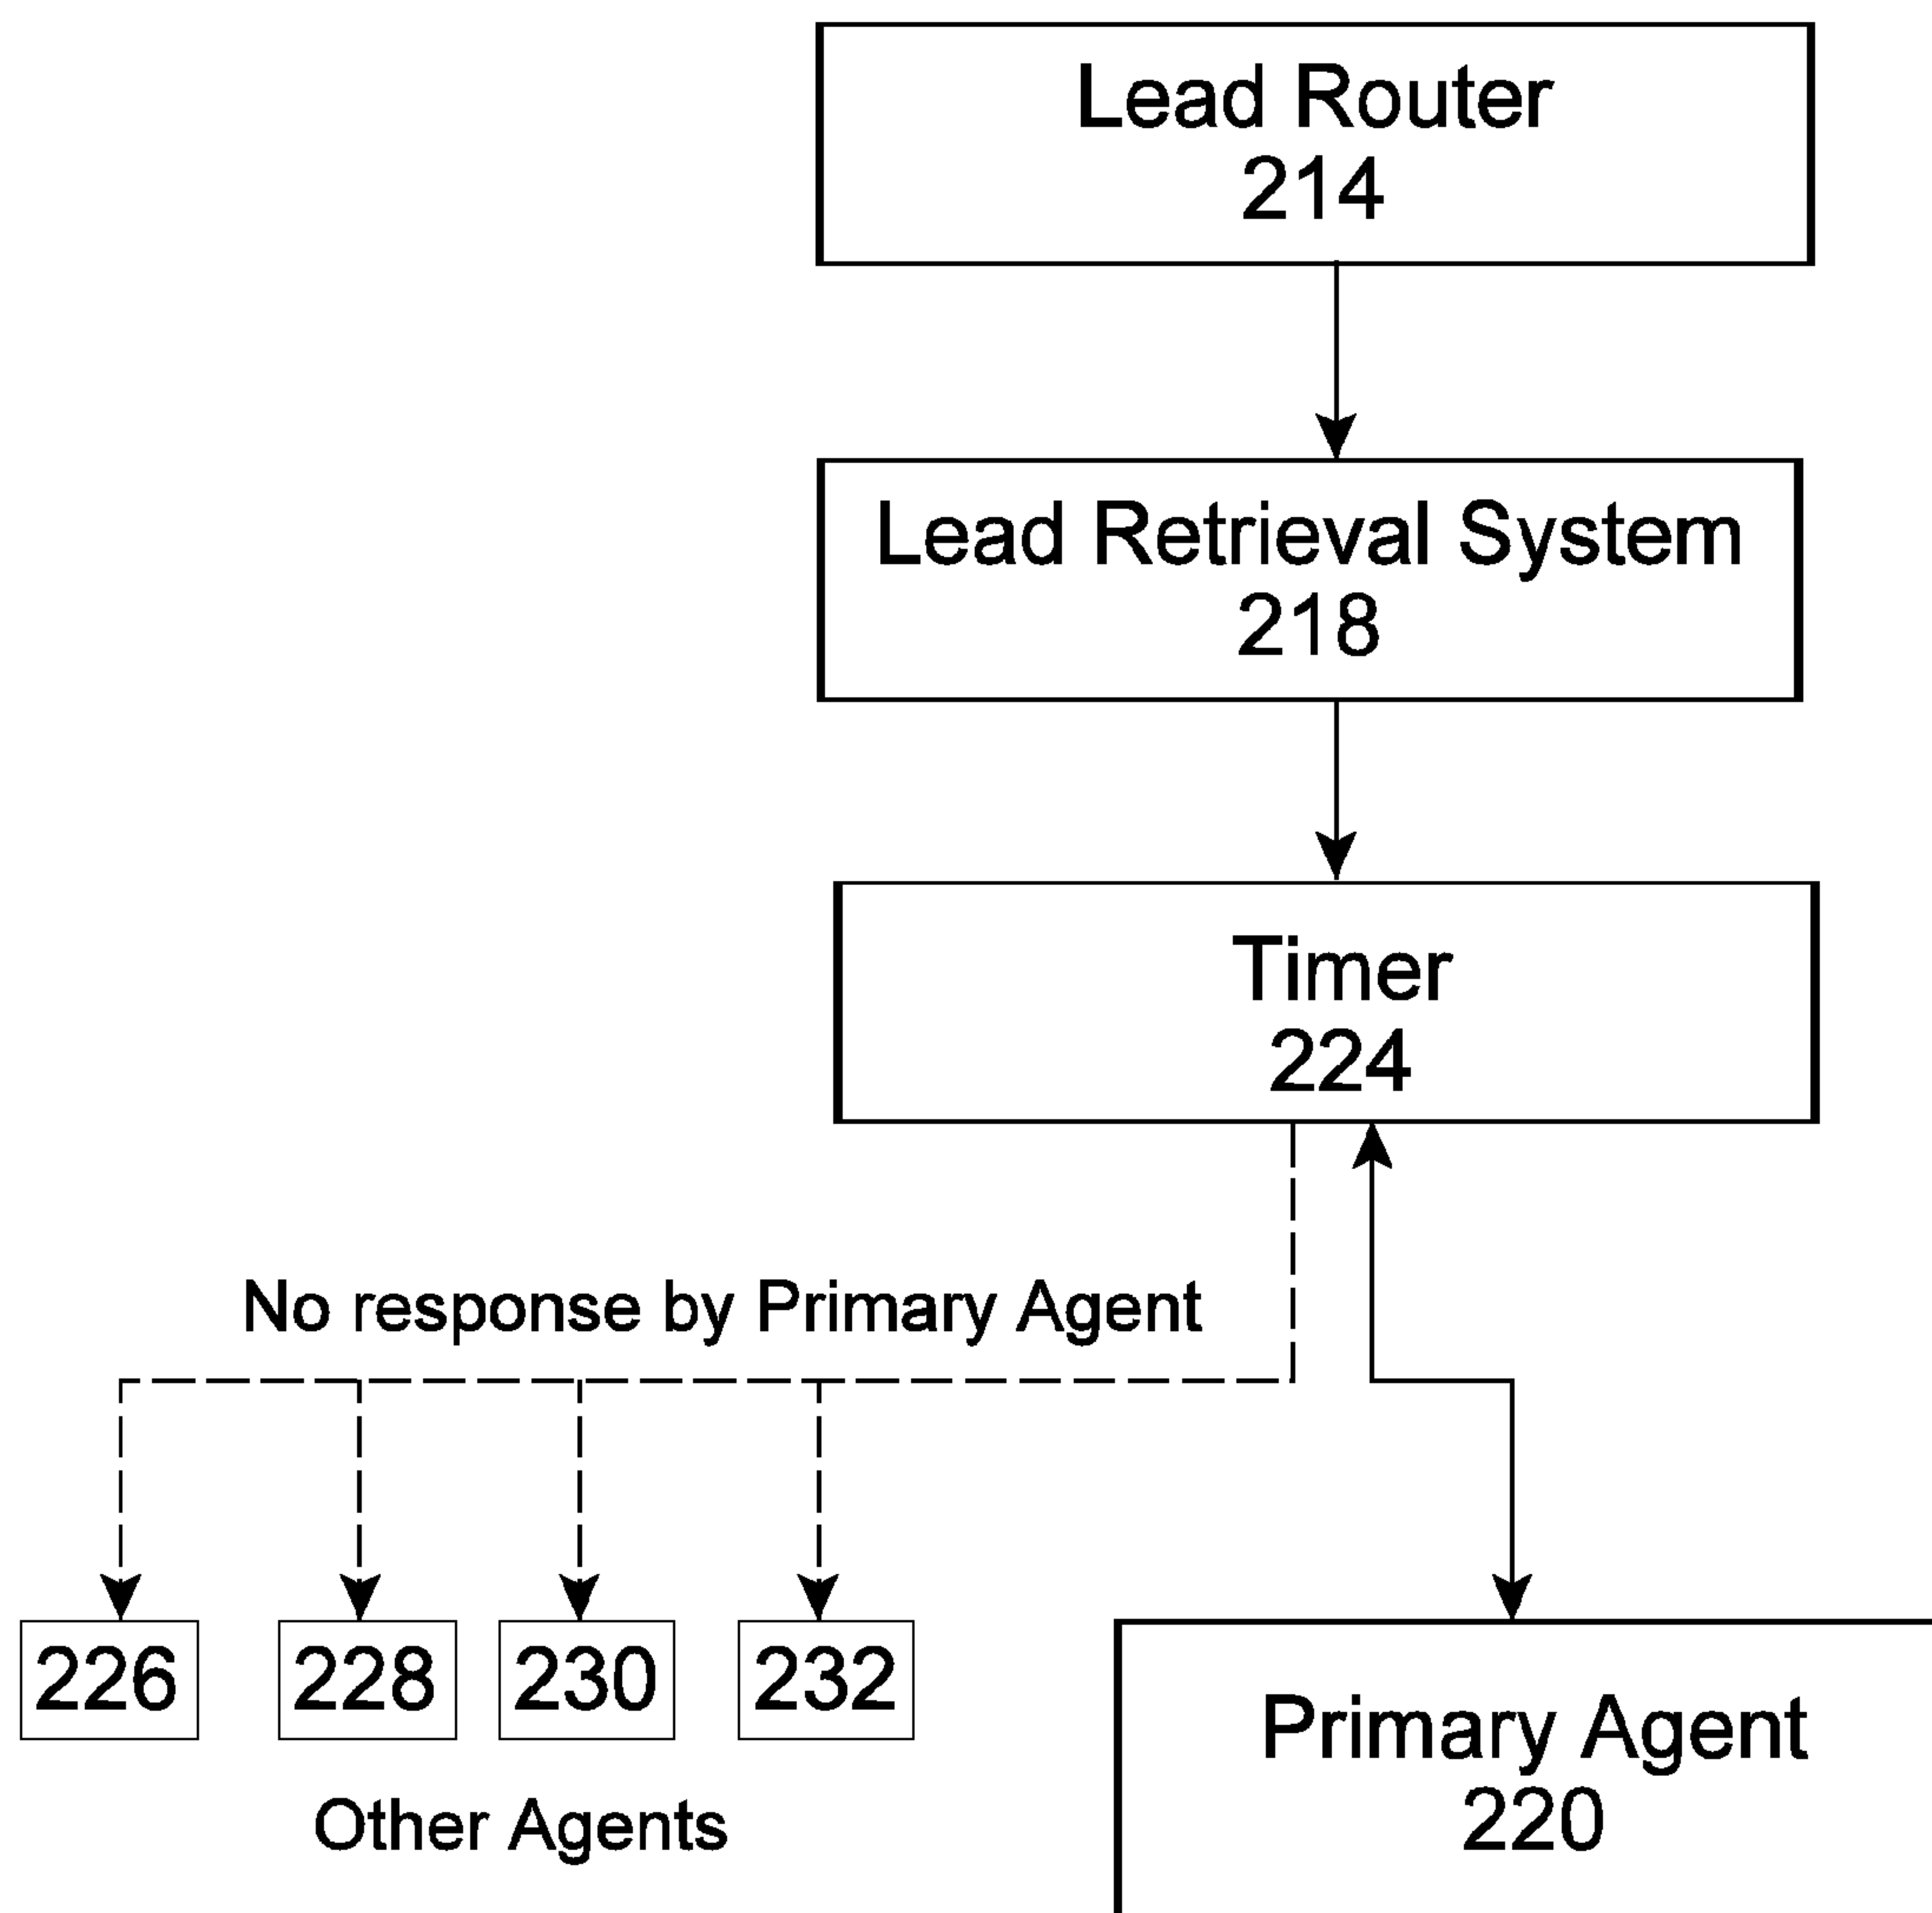 Lead Router
214
Lead Retrieval System
218
Timer
224
No response by Primary Agent
226
228
230
232
Other Agents
Primary Agent
220